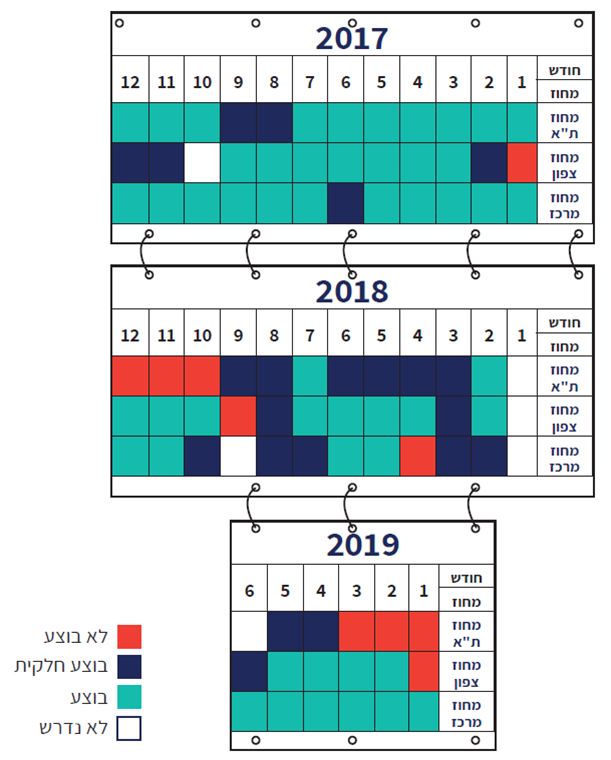 2017
חודש 1 2 3 4 5 6 7 8 9 10 11 12
מחוז
מחוז
ת"א
מחוז
צפון
מחוז
מרכז
2018
חודש 1 2 3 4 5 6 7 8 9 10 11 12
מחוז
מחוז
ת"א
מחוז
צפון
מחוז
מרכז
2019
חודש 1 2 3 4 5 6
מחוז
מחוז
ת"א
מחוז
צפון
מחוז
מרכז
לא בוצע
בוצע חלקית
בוצע
לא נדרש